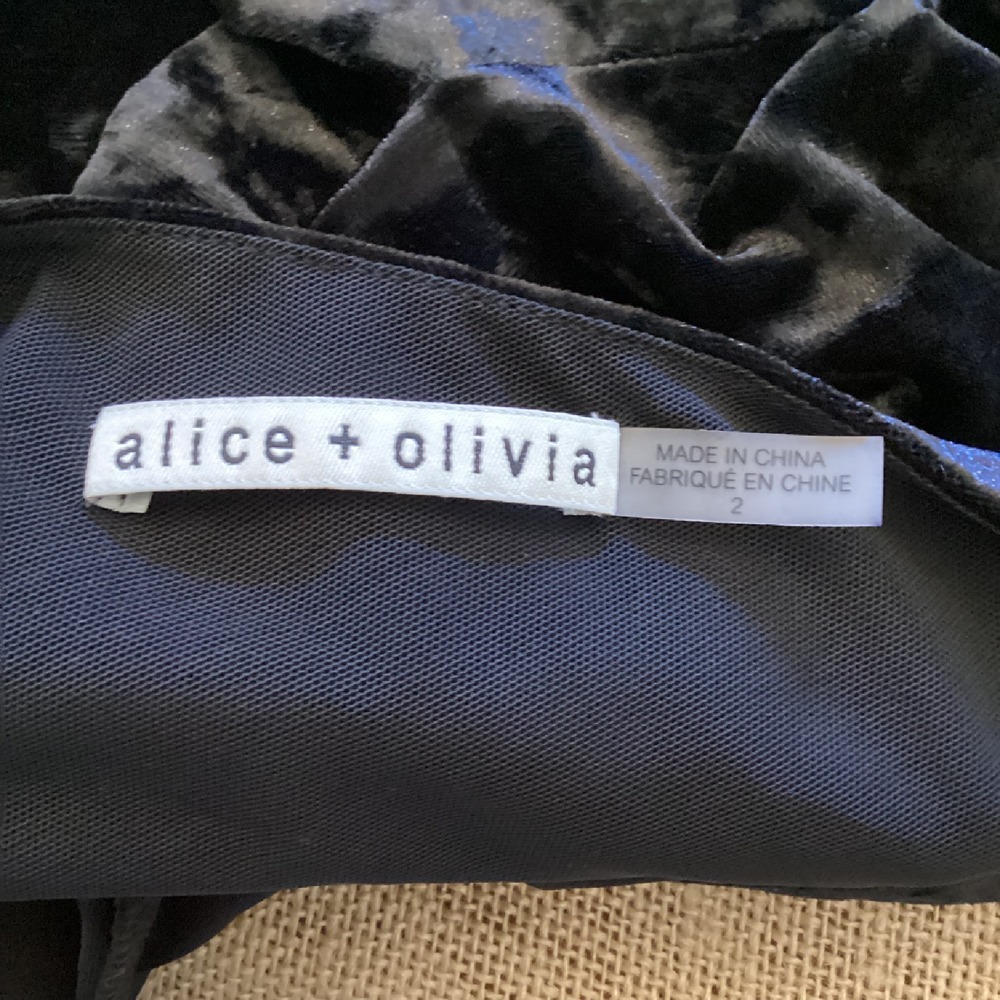 alice + olivia
MADE IN CHINA
FABRIQUÉ EN CHINE
2